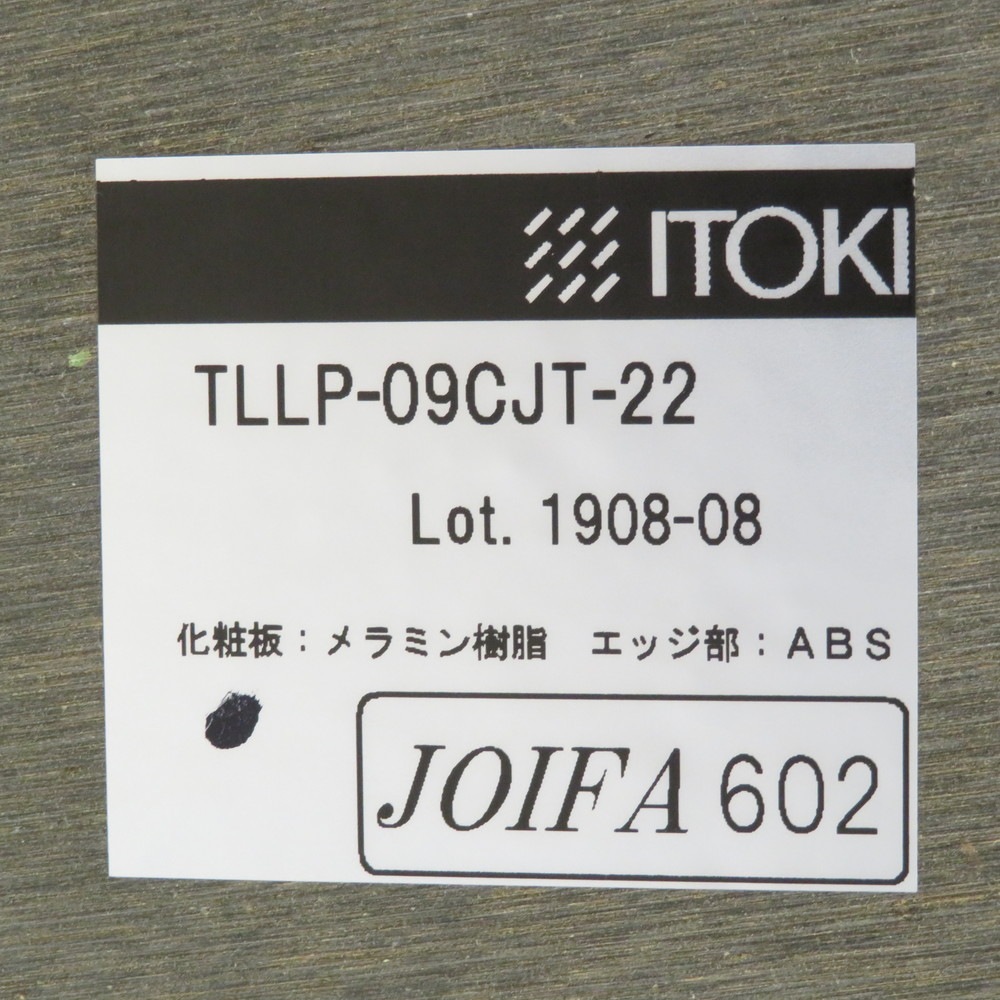 ITOKI
TLLP-09CJT-22
Lot. 1908-08
化粧板：メラミン樹脂　エッジ部：ＡＢＳ
JOIFA 602